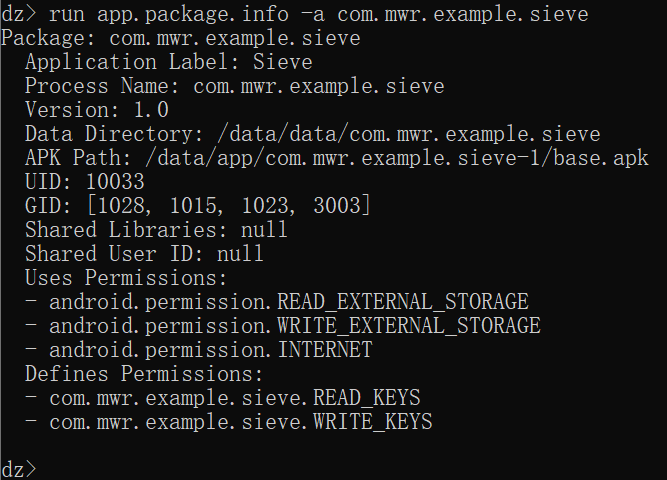 dz> run app.package.info -a com.mwr.example.sieve
Package: com.mwr.example.sieve
  Application Label: Sieve
  Process Name: com.mwr.example.sieve
  Version: 1.0
  Data Directory: /data/data/com.mwr.example.sieve
  APK Path: /data/app/com.mwr.example.sieve-1/base.apk
  UID: 10033
  GID: [1028, 1015, 1023, 3003]
  Shared Libraries: null
  Shared User ID: null
  Uses Permissions:
  - android.permission.READ_EXTERNAL_STORAGE
  - android.permission.WRITE_EXTERNAL_STORAGE
  - android.permission.INTERNET
  Defines Permissions:
  - com.mwr.example.sieve.READ_KEYS
  - com.mwr.example.sieve.WRITE_KEYS
dz>